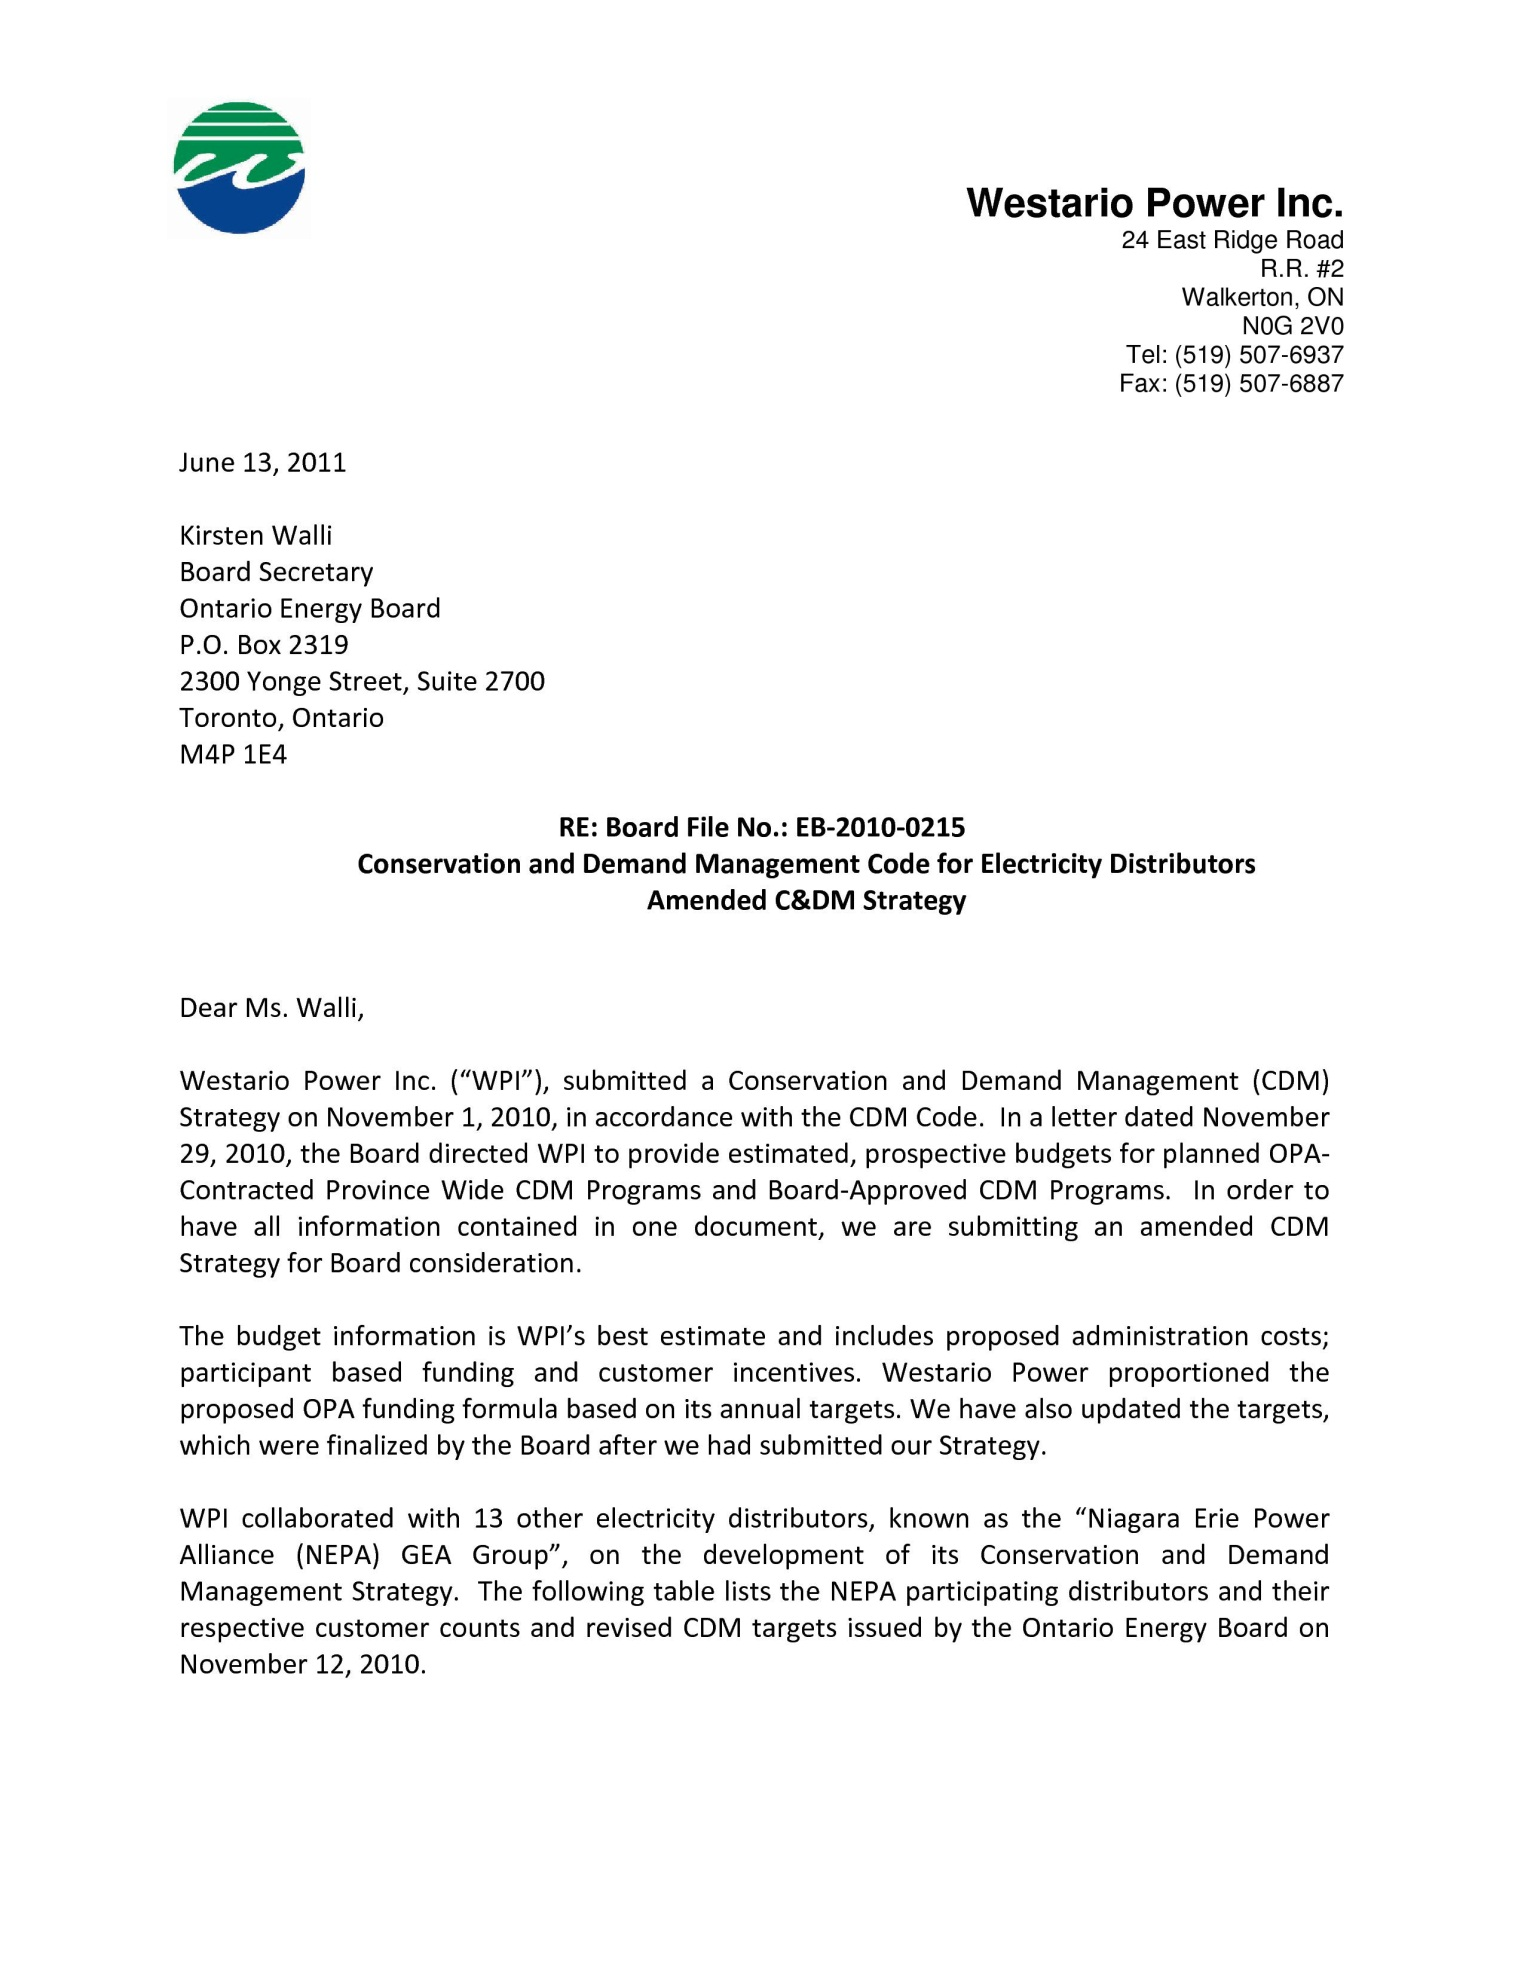 Westario Power Inc.
24 East Ridge Road
R.R. #2
Walkerton, ON
N0G 2V0
Tel: (519) 507-6937
Fax: (519) 507-6887
June 13, 2011
Kirsten Walli
Board Secretary
Ontario Energy Board
P.O. Box 2319
2300 Yonge Street, Suite 2700
Toronto, Ontario
M4P 1E4
RE: Board File No.: EB-2010-0215
Conservation and Demand Management Code for Electricity Distributors
Amended C&DM Strategy
Dear Ms. Walli,
Westario Power Inc. (“WPI”), submitted a Conservation and Demand Management (CDM)
Strategy on November 1, 2010, in accordance with the CDM Code. In a letter dated November
29, 2010, the Board directed WPI to provide estimated, prospective budgets for planned OPA-
Contracted Province Wide CDM Programs and Board-Approved CDM Programs. In order to
have all information contained in one document, we are submitting an amended CDM
Strategy for Board consideration.
The budget information is WPI’s best estimate and includes proposed administration costs;
participant based funding and customer incentives. Westario Power proportioned the
proposed OPA funding formula based on its annual targets. We have also updated the targets,
which were finalized by the Board after we had submitted our Strategy.
WPI collaborated with 13 other electricity distributors, known as the “Niagara Erie Power
Alliance (NEPA) GEA Group”, on the development of its Conservation and Demand
Management Strategy. The following table lists the NEPA participating distributors and their
respective customer counts and revised CDM targets issued by the Ontario Energy Board on
November 12, 2010.